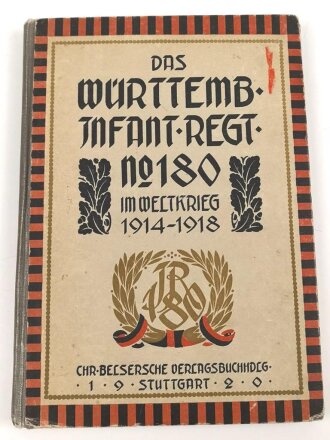 DAS
WÜRTTEMB·
INFANT·REGT·
No 180
IM WELTKRIEG
1914-1918
IR
180
CHR·BELSERSCHE VERLAGSBUCHHDLG·
·19·STUTTGART·20·